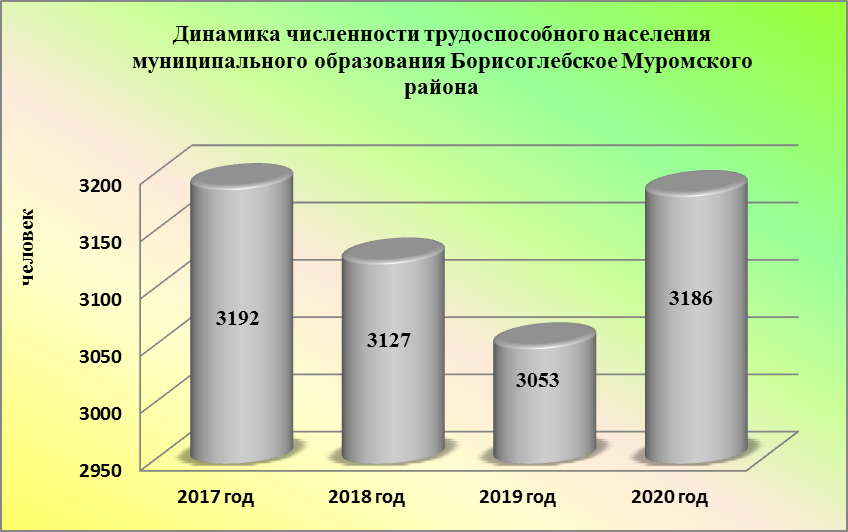 Динамика численности трудоспособного населения
муниципального образования Борисоглебское Муромского
района
человек
3200
3150
3100
3050
3000
2950
3192
3127
3053
3186
2017 год
2018 год
2019 год
2020 год